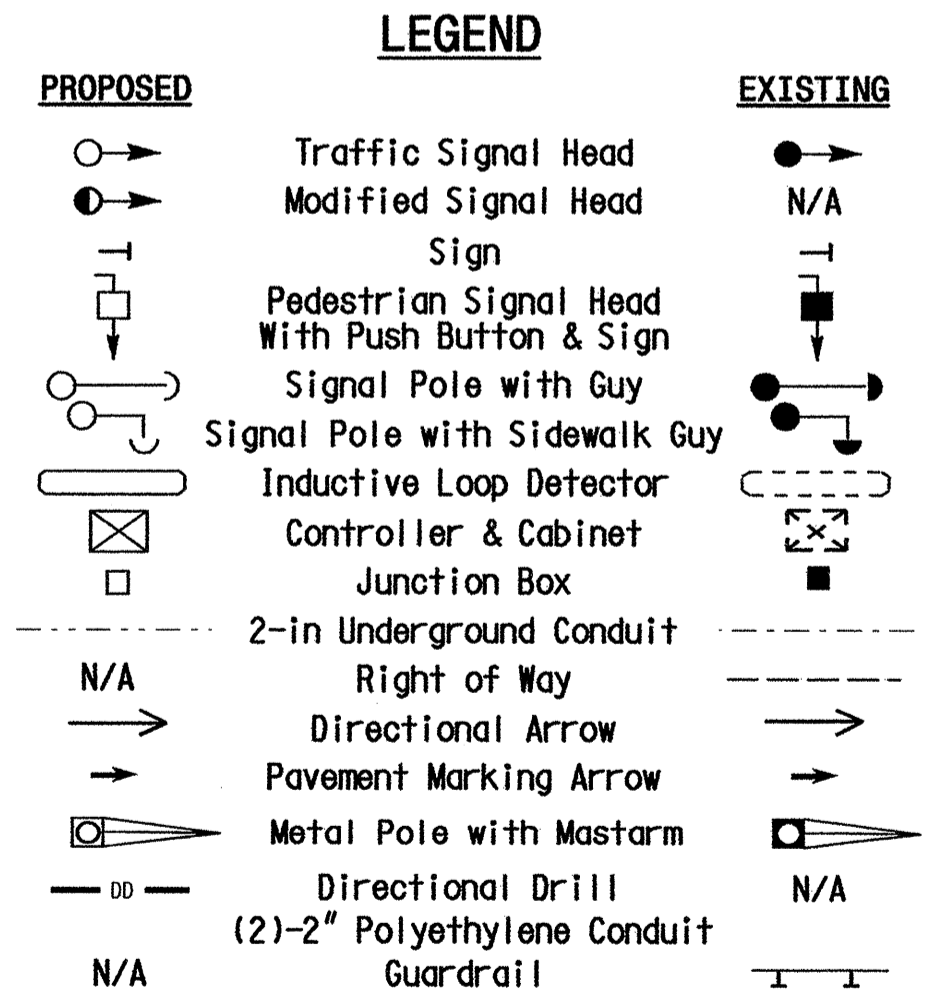 LEGEND
PROPOSED EXISTING
Traffic Signal Head
Modified Signal Head N/A
Sign
Pedestrian Signal Head
With Push Button & Sign
Signal Pole with Guy
Signal Pole with Sidewalk Guy
Inductive Loop Detector
Controller & Cabinet
Junction Box
2-in Underground Conduit
N/A Right of Way
Directional Arrow
Pavement Marking Arrow
Metal Pole with Mastarm
DD Directional Drill N/A
(2)-2" Polyethylene Conduit
N/A Guardrail